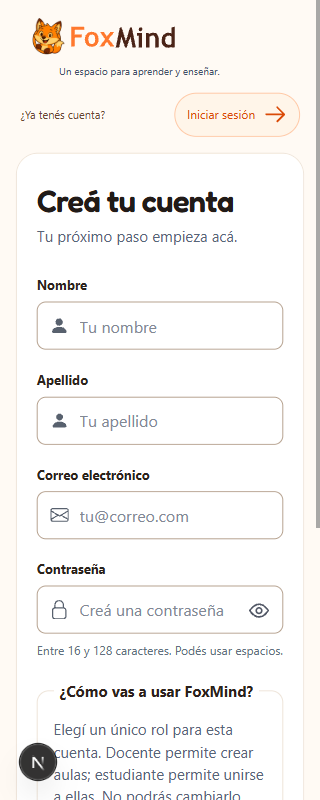 FoxMind
Un espacio para aprender y enseñar.
¿Ya tenés cuenta?
Iniciar sesión
Creá tu cuenta
Tu próximo paso empieza acá.
Nombre
Tu nombre
Apellido
Tu apellido
Correo electrónico
tu@correo.com
Contraseña
Creá una contraseña
Entre 16 y 128 caracteres. Podés usar espacios.
¿Cómo vas a usar FoxMind?
Elegí un único rol para esta
cuenta. Docente permite crear
aulas; estudiante permite unirse
a ellas. No podrás cambiarlo
N